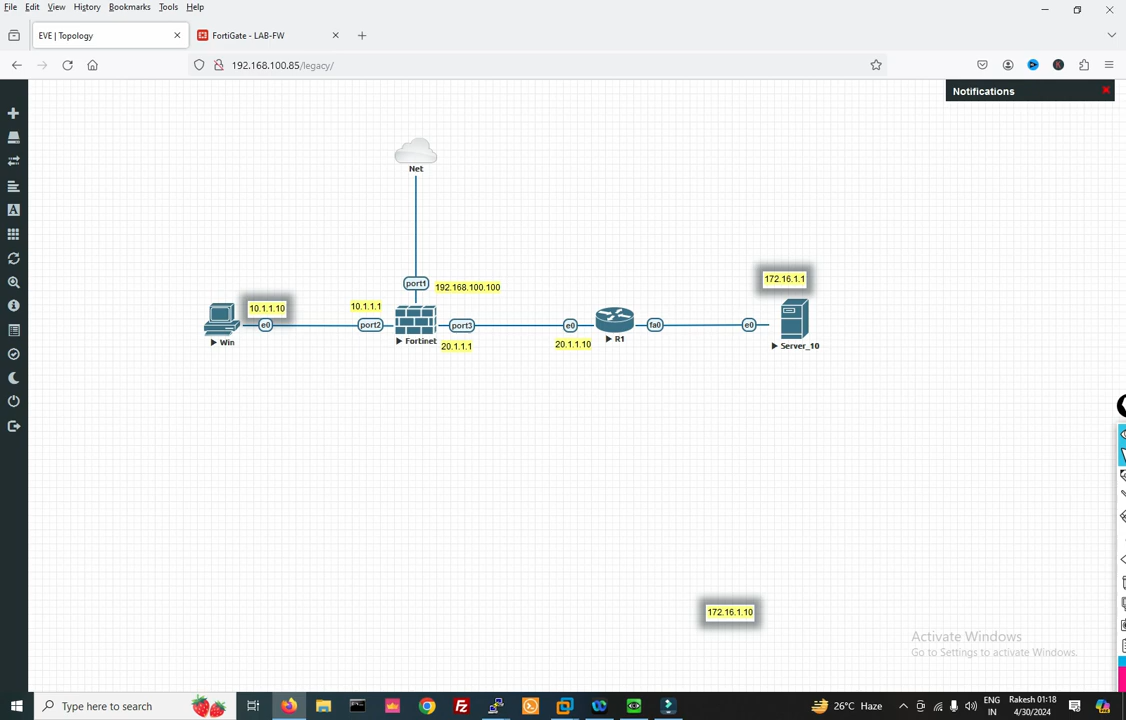 File Edit View History Bookmarks Tools Help
EVE | Topology
FortiGate - LAB-FW
192.168.100.85/legacy/
Notifications
Net
port1
192.168.100.100
172.16.1.1
10.1.1.10
10.1.1.1
e0
port2
port3
e0
fa0
e0
Win
Fortinet
20.1.1.1
20.1.1.10
R1
Server_10
172.16.1.10
Activate Windows
Go to Settings to activate Windows.
Type here to search
26°C Haze
ENG
IN
Rakesh 01:18
4/30/2024